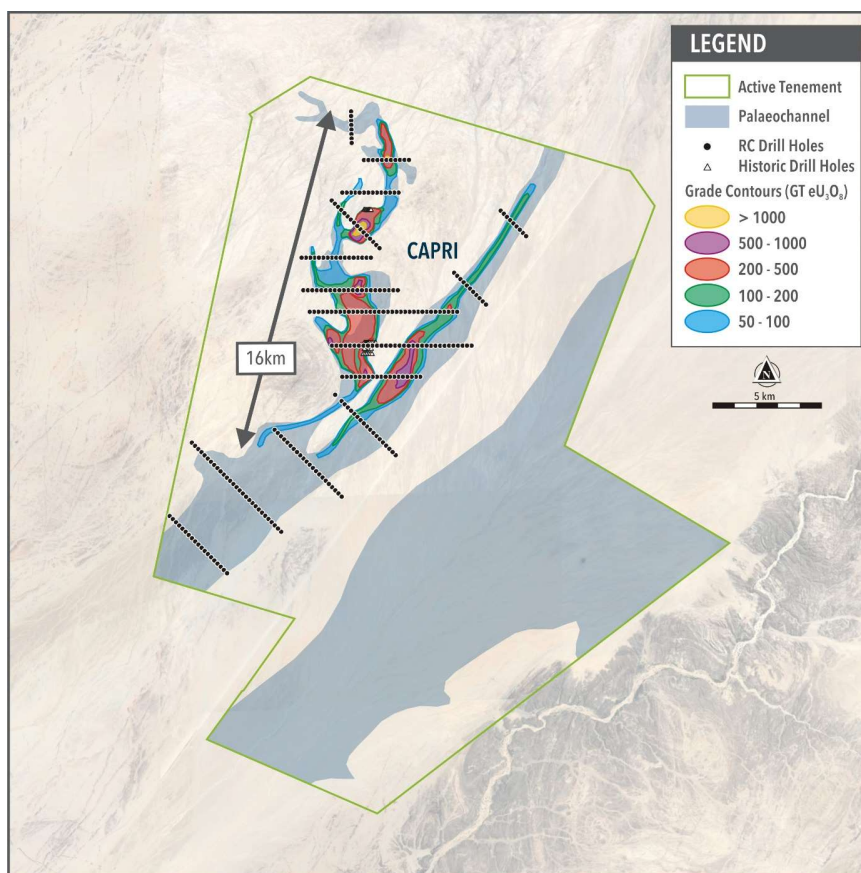 LEGEND
Active Tenement
Palaeochannel
RC Drill Holes
Historic Drill Holes
Grade Contours (GT eU₃O₈)
> 1000
500 - 1000
200 - 500
100 - 200
50 - 100
N
5 km
CAPRI
16km